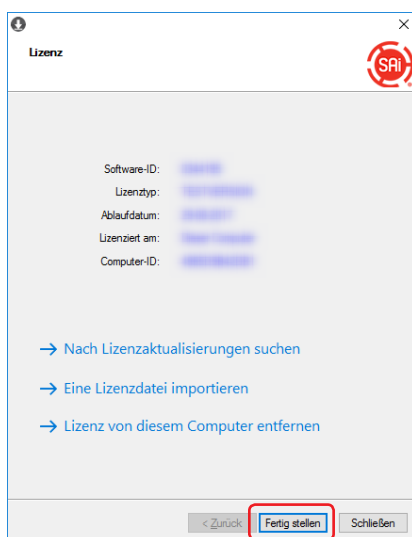 Lizenz
SAi
Software-ID:
Lizenztyp:
Ablaufdatum:
Lizenziert am:
Computer-ID:
Nach Lizenzaktualisierungen suchen
Eine Lizenzdatei importieren
Lizenz von diesem Computer entfernen
< Zurück Fertig stellen Schließen